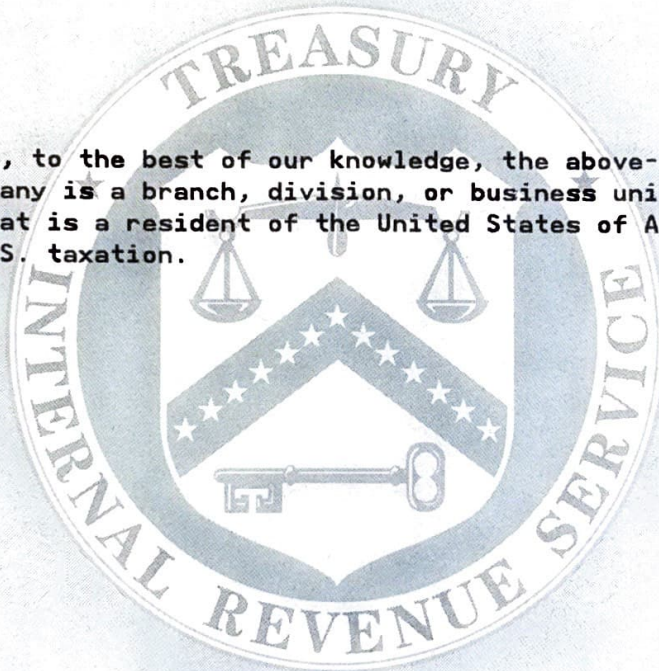 TREASURY
, to the best of our knowledge, the above-
any is a branch, division, or business uni
at is a resident of the United States of A
S. taxation.
INTERNAL REVENUE SERVICE